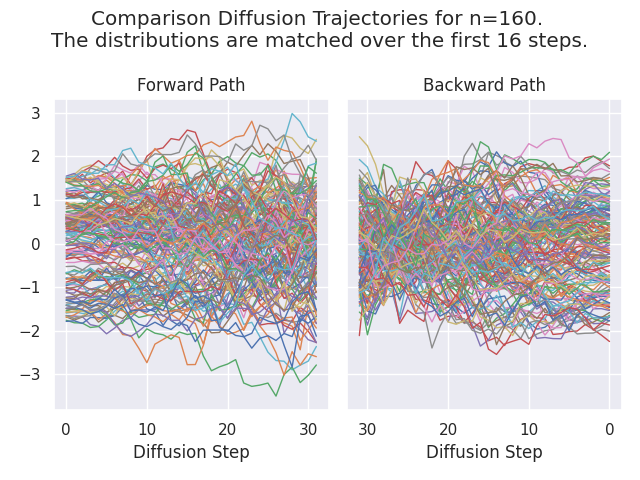 Comparison Diffusion Trajectories for n=160.
The distributions are matched over the first 16 steps.
Forward Path
Backward Path
3
2
1
0
−1
−2
−3
0 10 20 30
30 20 10 0
Diffusion Step
Diffusion Step